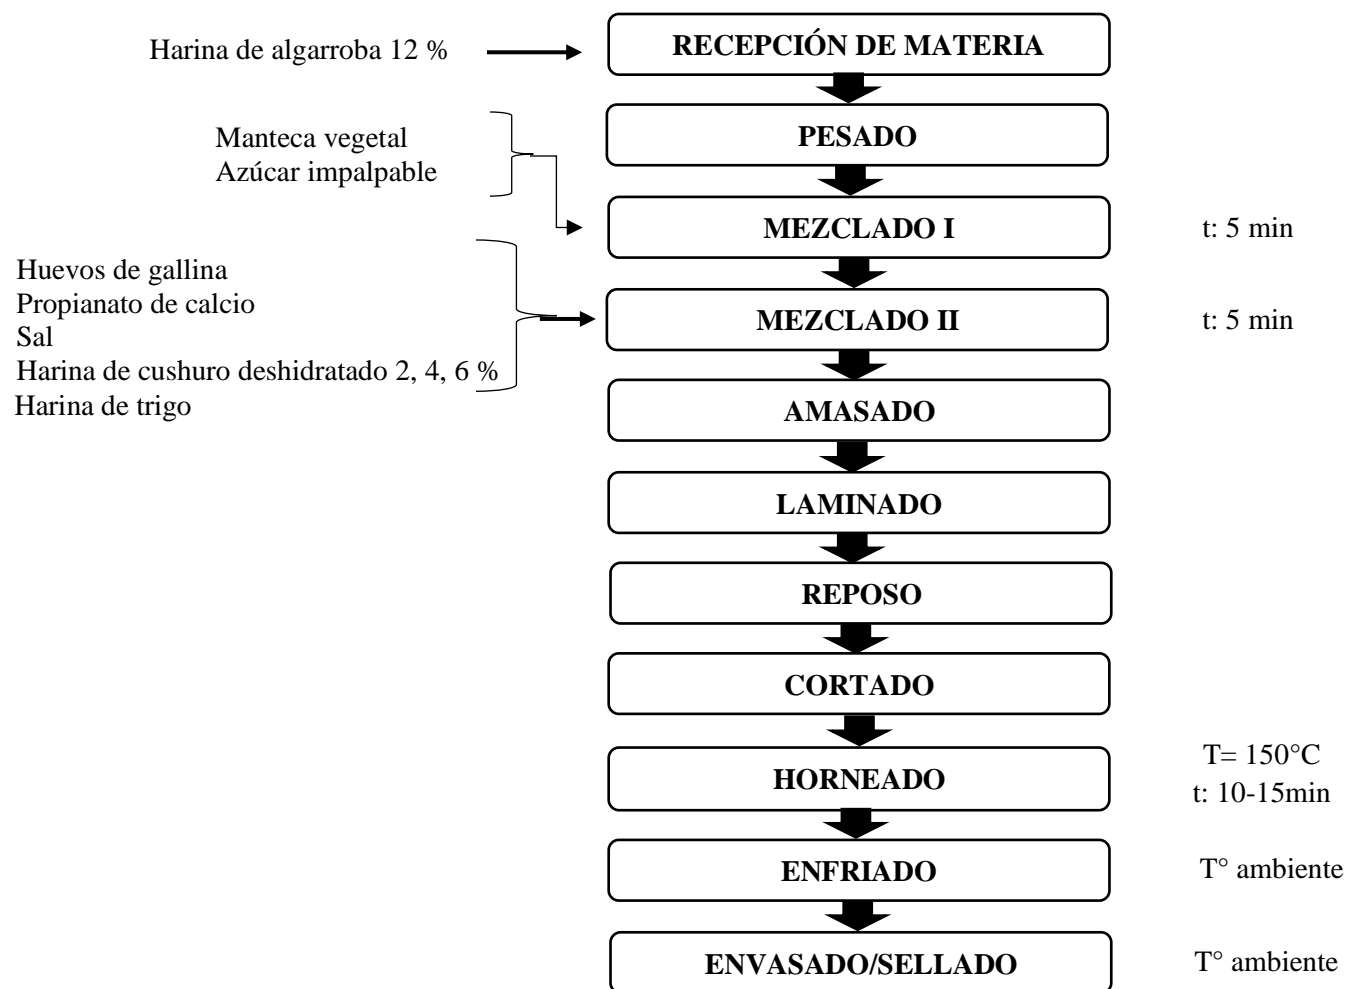 Harina de algarroba 12 %
RECEPCIÓN DE MATERIA
PESADO
Manteca vegetal
Azúcar impalpable
MEZCLADO I
t: 5 min
Huevos de gallina
Propianato de calcio
Sal
Harina de cushuro deshidratado 2, 4, 6 %
Harina de trigo
MEZCLADO II
t: 5 min
AMASADO
LAMINADO
REPOSO
CORTADO
HORNEADO
T= 150°C
t: 10-15min
ENFRIADO
T° ambiente
ENVASADO/SELLADO
T° ambiente